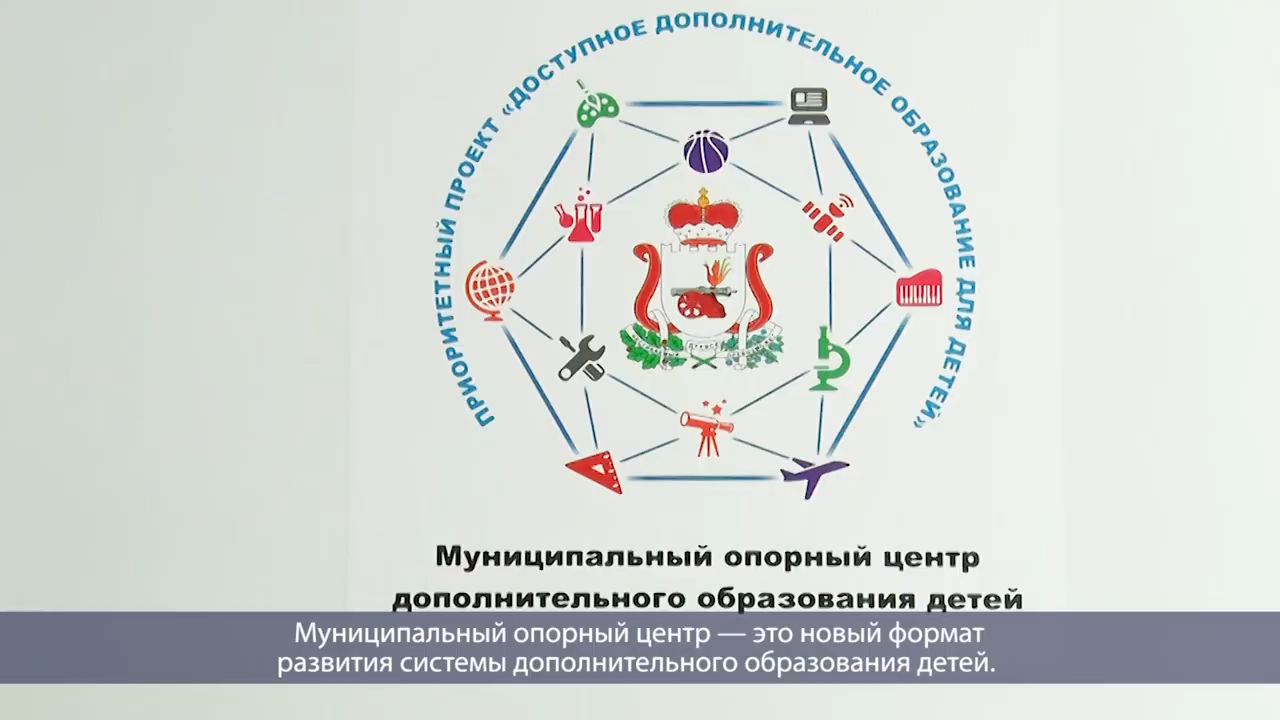 ПРИОРИТЕТНЫЙ ПРОЕКТ «ДОСТУПНОЕ ДОПОЛНИТЕЛЬНОЕ ОБРАЗОВАНИЕ ДЛЯ ДЕТЕЙ»
Муниципальный опорный центр
дополнительного образования детей
Муниципальный опорный центр — это новый формат
развития системы дополнительного образования детей.